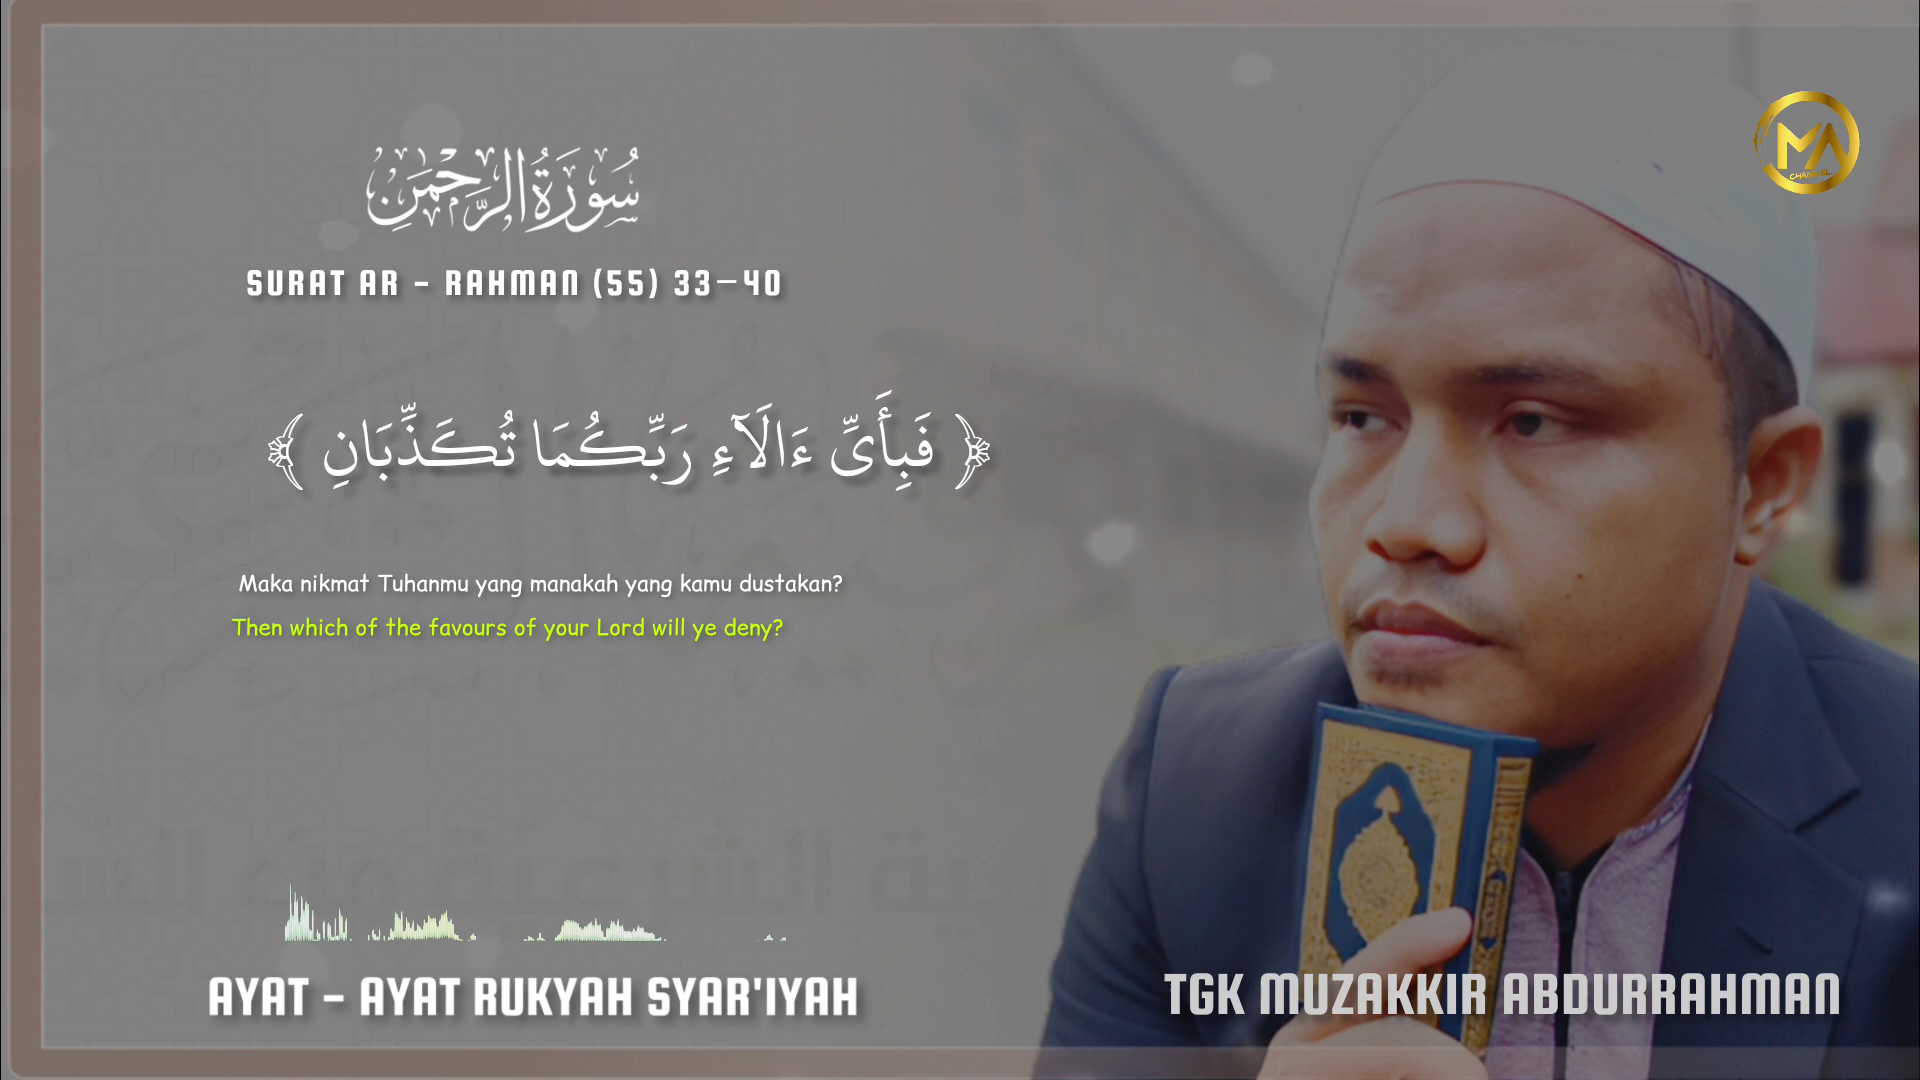 سُورَةُ الرَّحْمَٰنِ
SURAT AR - RAHMAN (55) 33-40
﴿ فَبِأَىِّ ءَالَآءِ رَبِّكُمَا تُكَذِّبَانِ ﴾
Maka nikmat Tuhanmu yang manakah yang kamu dustakan?
Then which of the favours of your Lord will ye deny?
AYAT - AYAT RUKYAH SYAR'IYAH
TGK MUZAKKIR ABDURRAHMAN
MA
CHANNEL